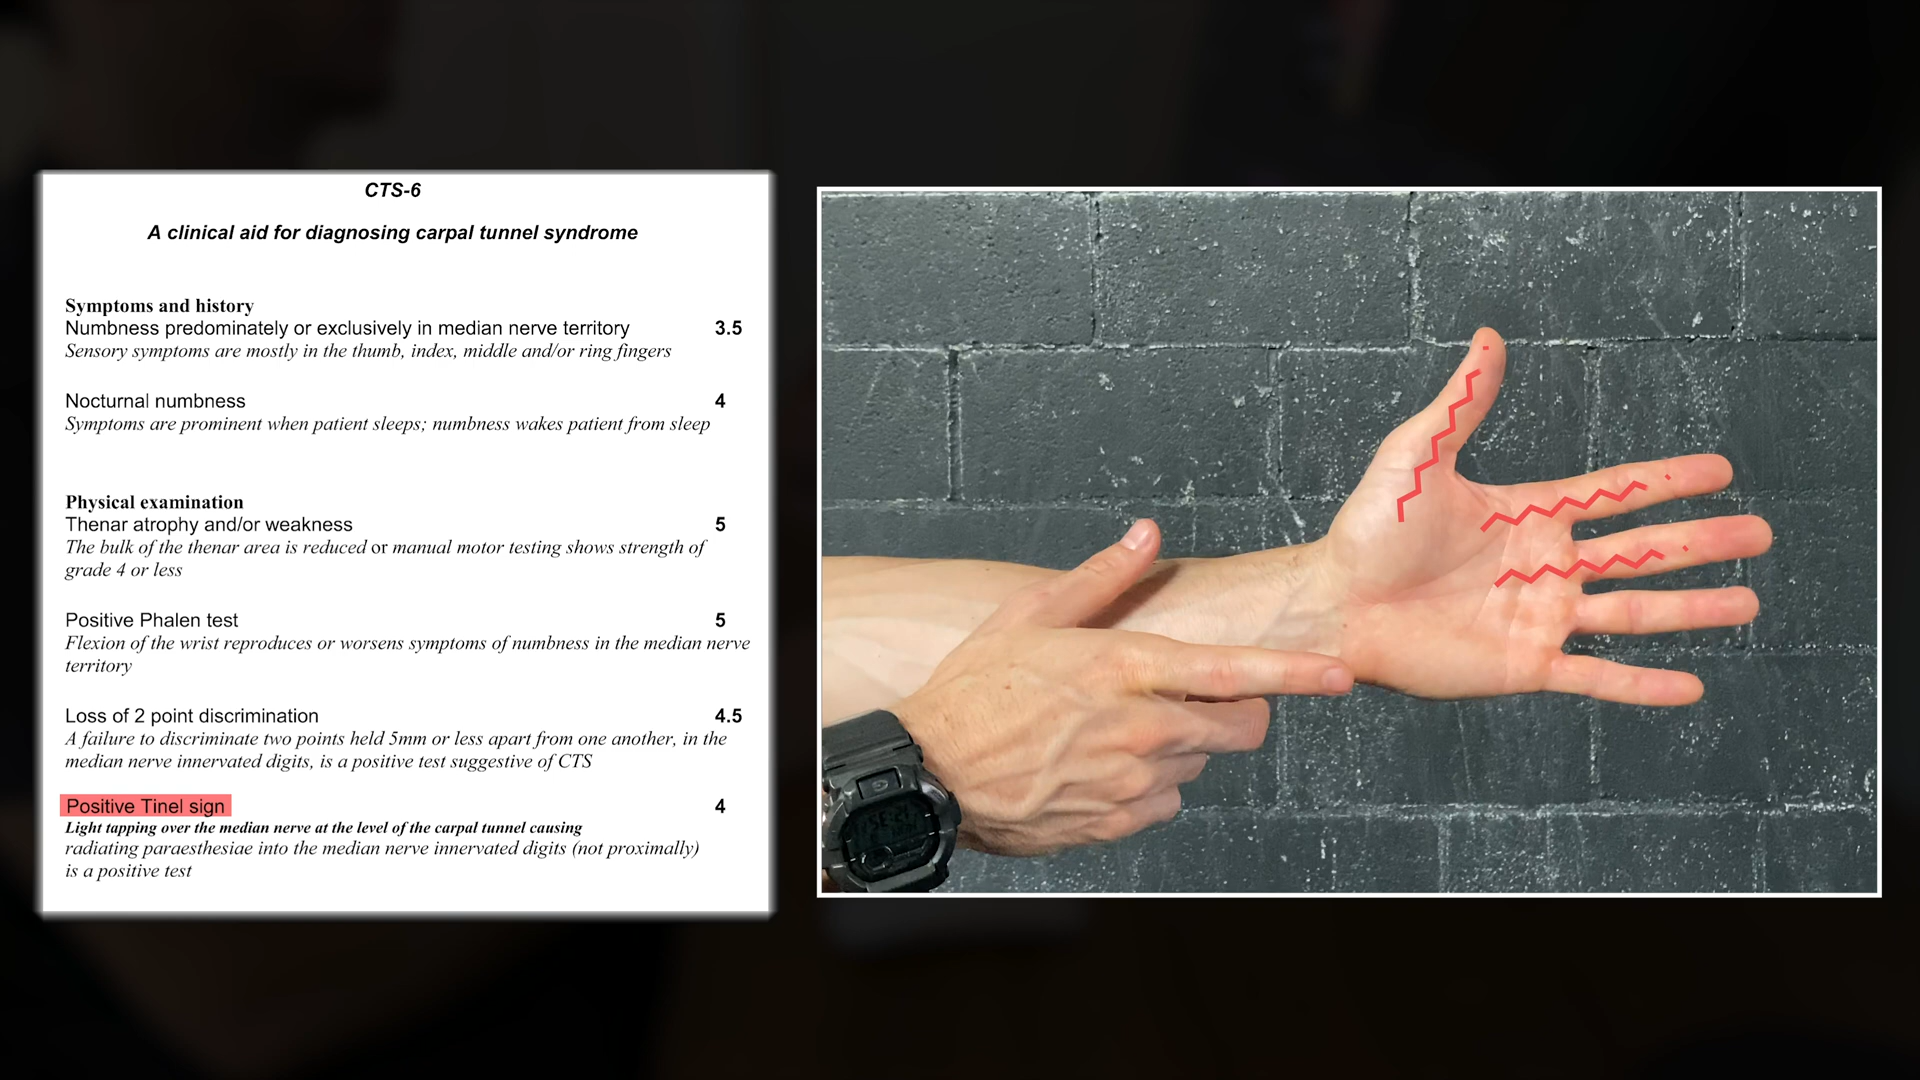 CTS-6
A clinical aid for diagnosing carpal tunnel syndrome
Symptoms and history
Numbness predominately or exclusively in median nerve territory 3.5
Sensory symptoms are mostly in the thumb, index, middle and/or ring fingers
Nocturnal numbness 4
Symptoms are prominent when patient sleeps; numbness wakes patient from sleep
Physical examination
Thenar atrophy and/or weakness 5
The bulk of the thenar area is reduced or manual motor testing shows strength of
grade 4 or less
Positive Phalen test 5
Flexion of the wrist reproduces or worsens symptoms of numbness in the median nerve
territory
Loss of 2 point discrimination 4.5
A failure to discriminate two points held 5mm or less apart from one another, in the
median nerve innervated digits, is a positive test suggestive of CTS
Positive Tinel sign 4
Light tapping over the median nerve at the level of the carpal tunnel causing
radiating paraesthesiae into the median nerve innervated digits (not proximally)
is a positive test